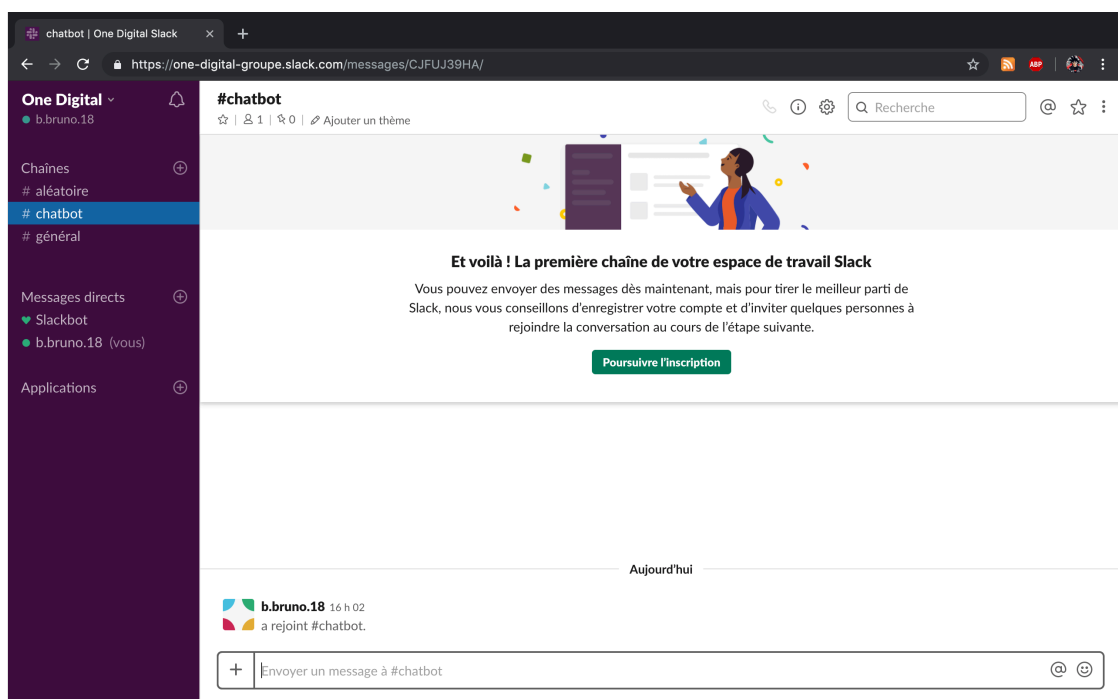 chatbot | One Digital Slack
https://one-digital-groupe.slack.com/messages/CJFUJ39HA/
ABP
One Digital
b.bruno.18
Chaînes
# aléatoire
# chatbot
# général
Messages directs
Slackbot
b.bruno.18 (vous)
Applications
#chatbot
1 | 0 | Ajouter un thème
Recherche
Et voilà ! La première chaîne de votre espace de travail Slack
Vous pouvez envoyer des messages dès maintenant, mais pour tirer le meilleur parti de
Slack, nous vous conseillons d'enregistrer votre compte et d'inviter quelques personnes à
rejoindre la conversation au cours de l'étape suivante.
Poursuivre l'inscription
Aujourd'hui
b.bruno.18 16 h 02
a rejoint #chatbot.
Envoyer un message à #chatbot